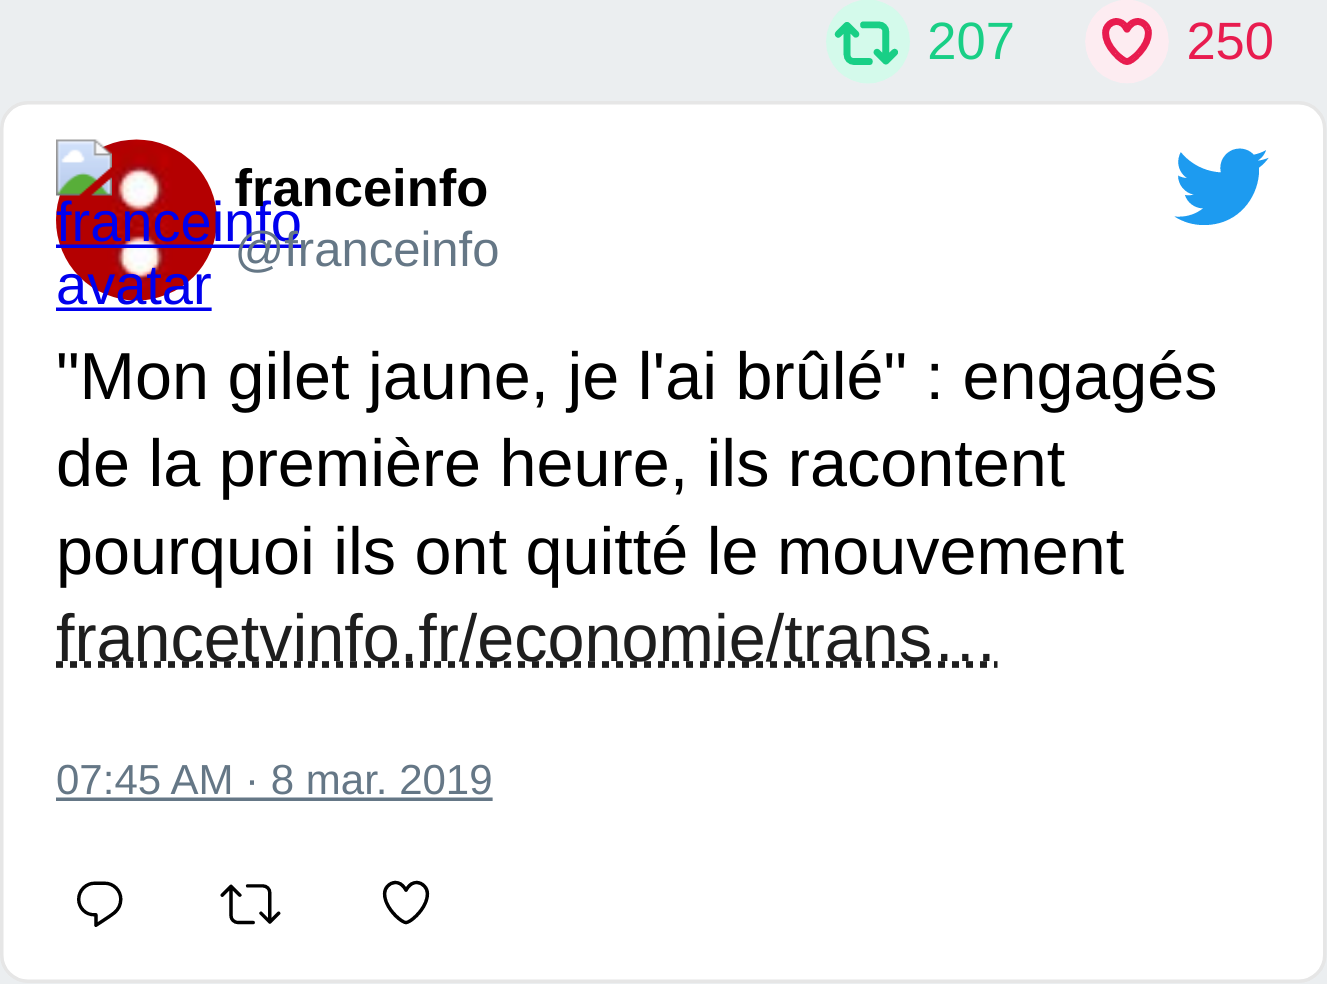 207 250
franceinfo
@franceinfo
franceinfo
avatar
"Mon gilet jaune, je l'ai brûlé" : engagés
de la première heure, ils racontent
pourquoi ils ont quitté le mouvement
francetvinfo.fr/economie/trans…
07:45 AM · 8 mar. 2019